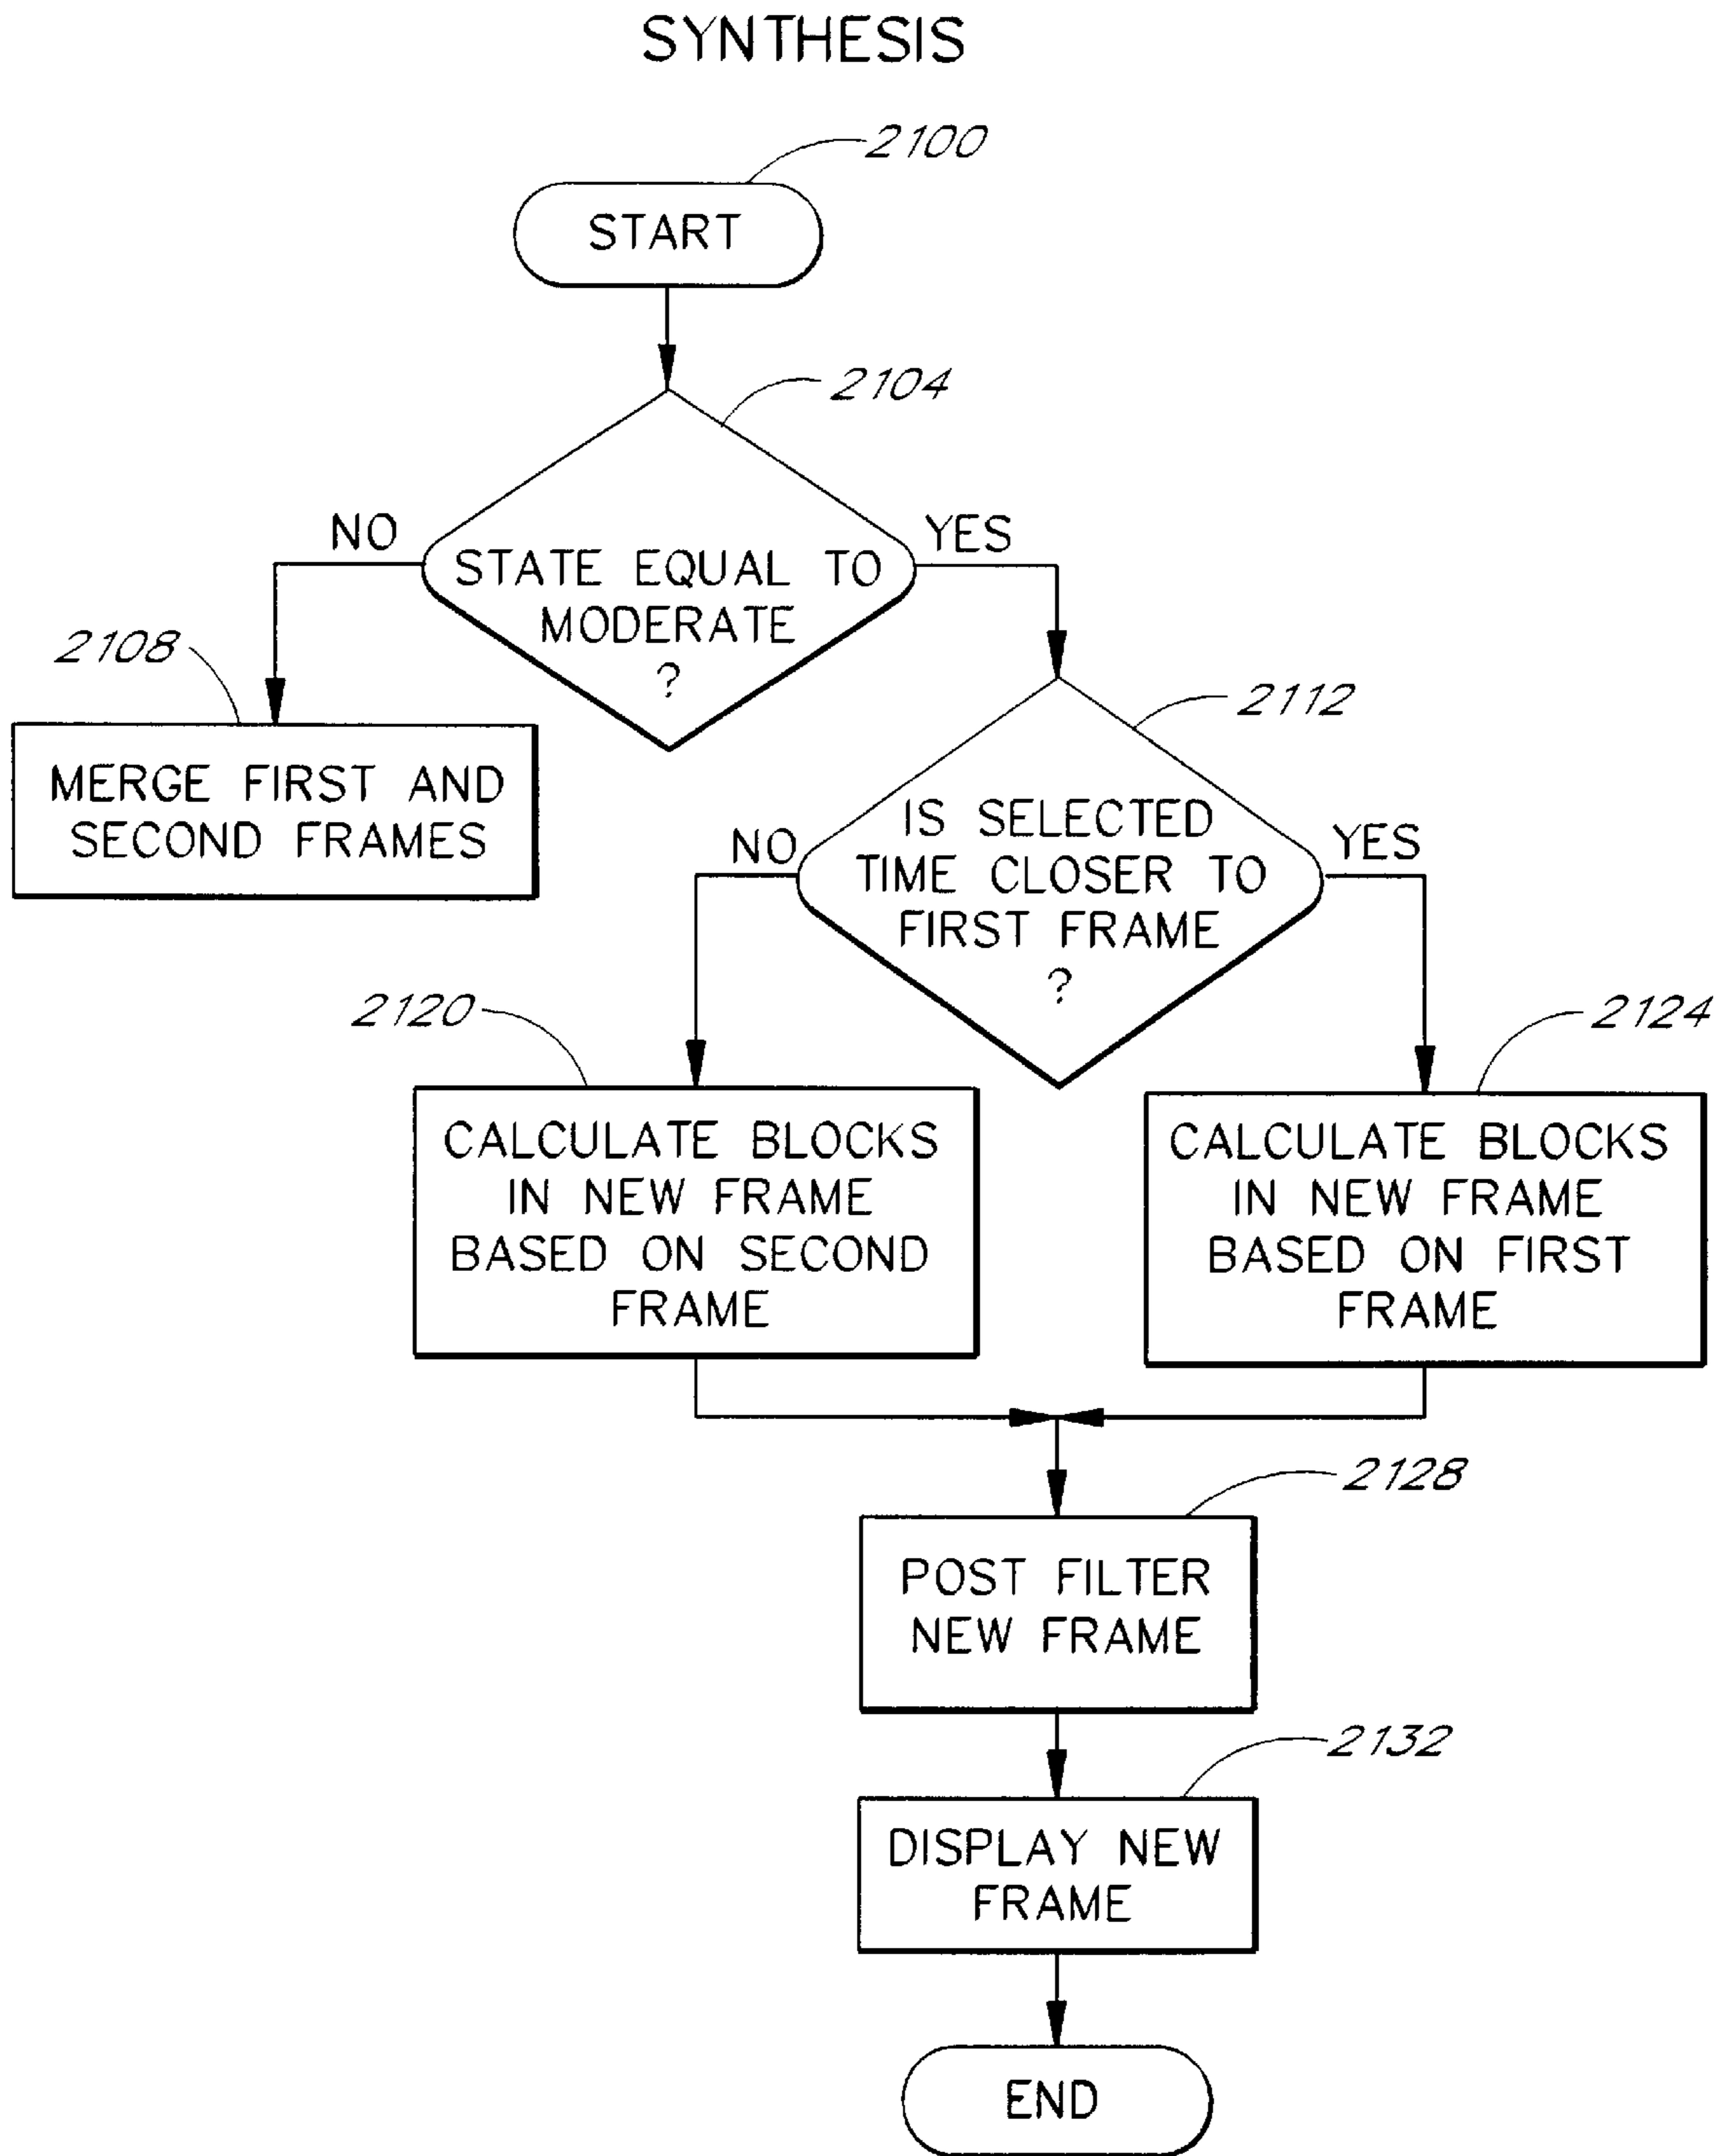 SYNTHESIS
2100
START
2104
NO
YES
STATE EQUAL TO
MODERATE
?
2108
MERGE FIRST AND
SECOND FRAMES
2112
NO
YES
IS SELECTED
TIME CLOSER TO
FIRST FRAME
?
2120
CALCULATE BLOCKS
IN NEW FRAME
BASED ON SECOND
FRAME
2124
CALCULATE BLOCKS
IN NEW FRAME
BASED ON FIRST
FRAME
2128
POST FILTER
NEW FRAME
2132
DISPLAY NEW
FRAME
END